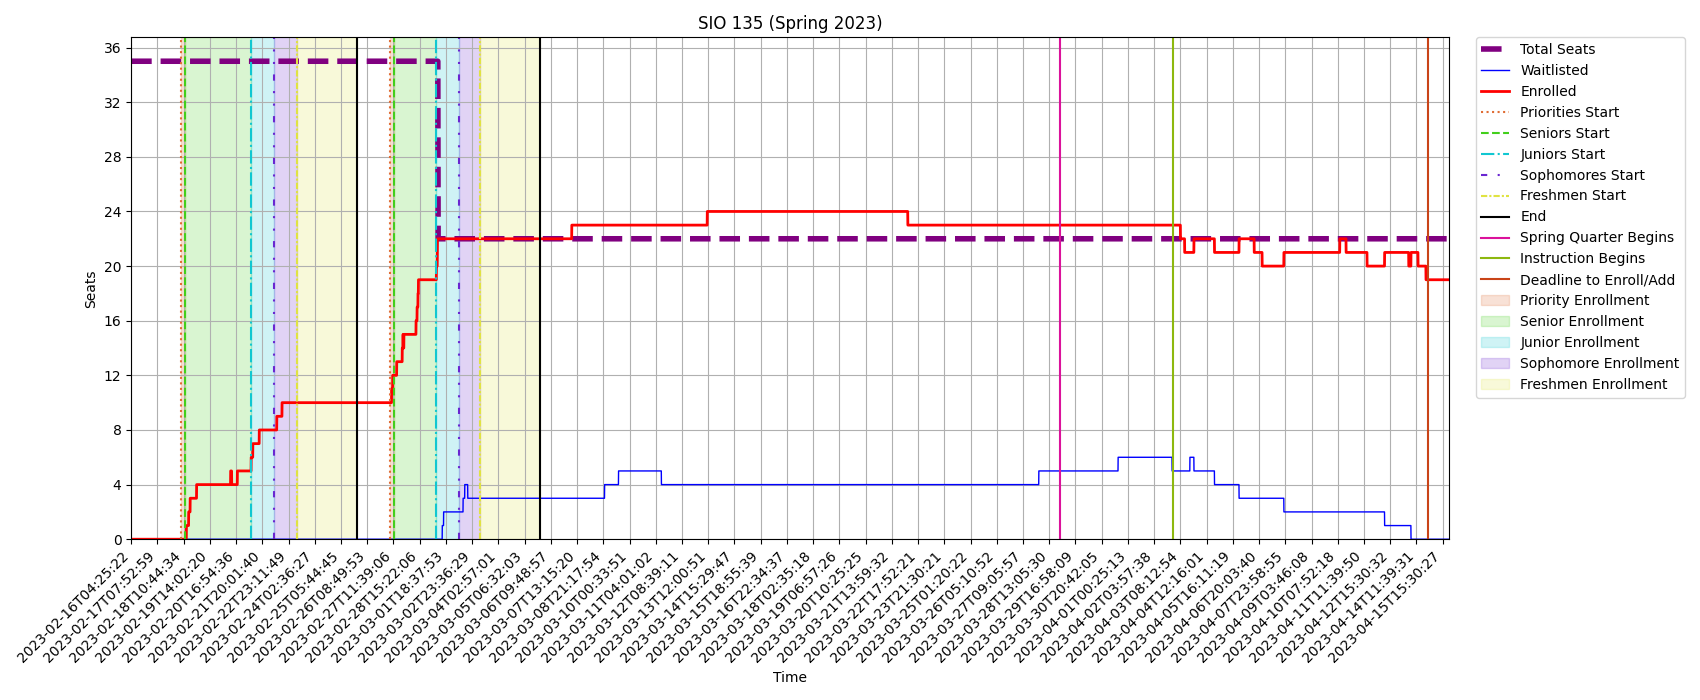 SIO 135 (Spring 2023)
36
32
28
24
20
16
12
8
4
0
Seats
2023-02-16T04:25:22
2023-02-17T07:52:59
2023-02-18T10:44:34
2023-02-19T14:02:20
2023-02-20T16:54:36
2023-02-21T20:01:40
2023-02-22T23:11:49
2023-02-24T02:36:27
2023-02-25T05:44:45
2023-02-26T08:49:53
2023-02-27T11:39:06
2023-02-28T15:22:06
2023-03-01T18:37:53
2023-03-02T23:36:29
2023-03-04T02:57:01
2023-03-05T06:32:03
2023-03-06T09:48:57
2023-03-07T13:15:20
2023-03-08T21:17:54
2023-03-10T00:33:51
2023-03-11T04:01:02
2023-03-12T08:39:11
2023-03-13T12:00:51
2023-03-14T15:29:47
2023-03-15T18:55:39
2023-03-16T22:34:37
2023-03-18T02:35:18
2023-03-19T06:57:26
2023-03-20T10:25:25
2023-03-21T13:59:32
2023-03-22T17:52:21
2023-03-23T21:30:21
2023-03-25T01:20:22
2023-03-26T05:10:52
2023-03-27T09:05:57
2023-03-28T13:05:30
2023-03-29T16:58:09
2023-03-30T20:42:05
2023-04-01T00:25:13
2023-04-02T03:57:38
2023-04-03T08:12:54
2023-04-04T12:16:01
2023-04-05T16:11:19
2023-04-06T20:03:40
2023-04-07T23:58:55
2023-04-09T03:46:08
2023-04-10T07:52:18
2023-04-11T11:39:50
2023-04-12T15:30:32
2023-04-14T11:39:31
2023-04-15T15:30:27
Time
Total Seats
Waitlisted
Enrolled
Priorities Start
Seniors Start
Juniors Start
Sophomores Start
Freshmen Start
End
Spring Quarter Begins
Instruction Begins
Deadline to Enroll/Add
Priority Enrollment
Senior Enrollment
Junior Enrollment
Sophomore Enrollment
Freshmen Enrollment